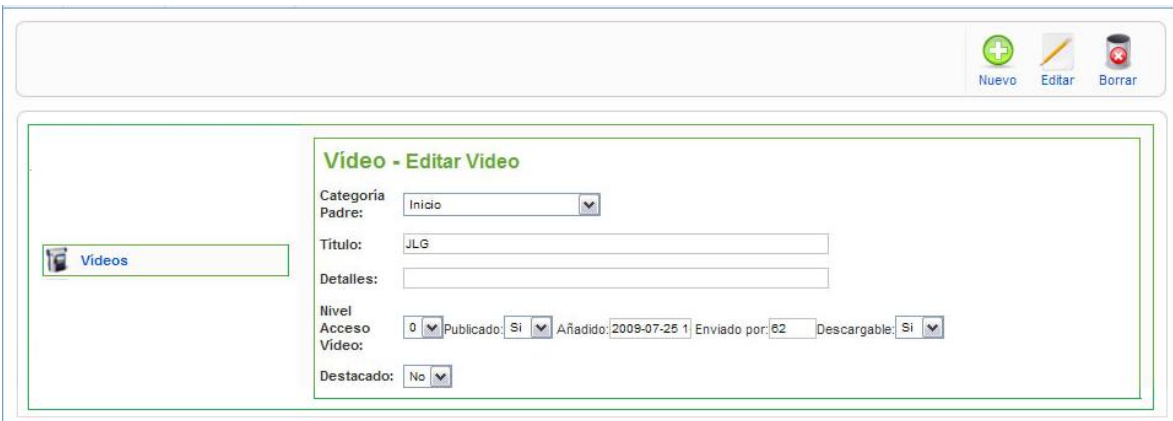 Nuevo Editar Borrar
Vídeo - Editar Video
Categoría
Padre: Inicio
Título: JLG
Videos
Detalles:
Nivel
Acceso
Vídeo: 0 Publicado: Si Añadido: 2009-07-25 1 Enviado por: 62 Descargable: Si
Destacado: No